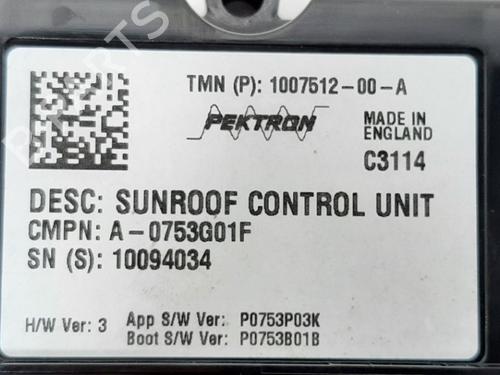 TMN (P): 1007512-00-A
PEKTRON
MADE IN
ENGLAND
C3114
DESC: SUNROOF CONTROL UNIT
CMPN: A-0753G01F
SN (S): 10094034
H/W Ver: 3 App S/W Ver: P0753P03K
Boot S/W Ver: P0753B01B